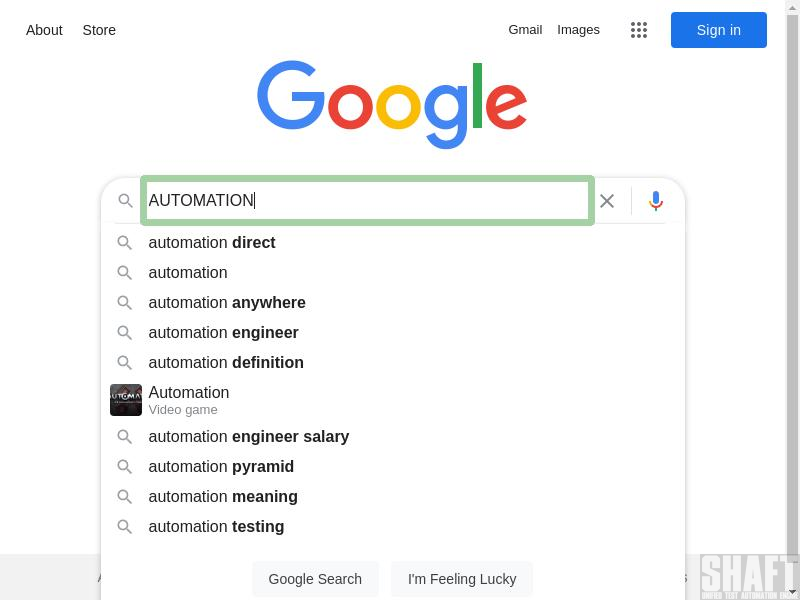 About Store Gmail Images Sign in
Google
AUTOMATION
automation direct
automation
automation anywhere
automation engineer
automation definition
Automation
Video game
automation engineer salary
automation pyramid
automation meaning
automation testing
Google Search I'm Feeling Lucky
SHAFT